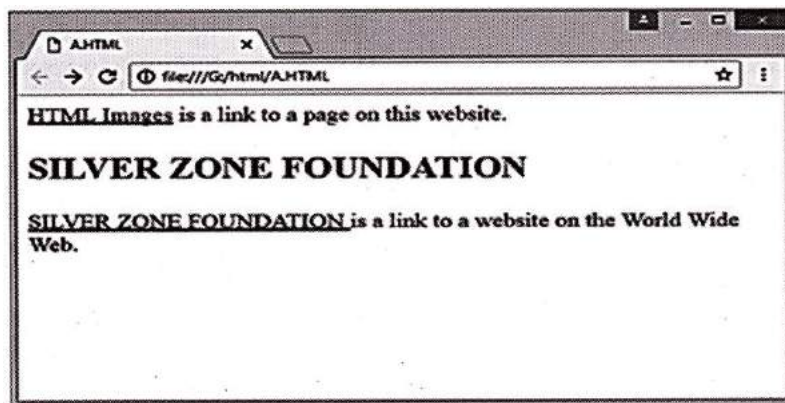 A.HTML
file:///G:/html/A.HTML
HTML Images is a link to a page on this website.
SILVER ZONE FOUNDATION
SILVER ZONE FOUNDATION is a link to a website on the World Wide
Web.